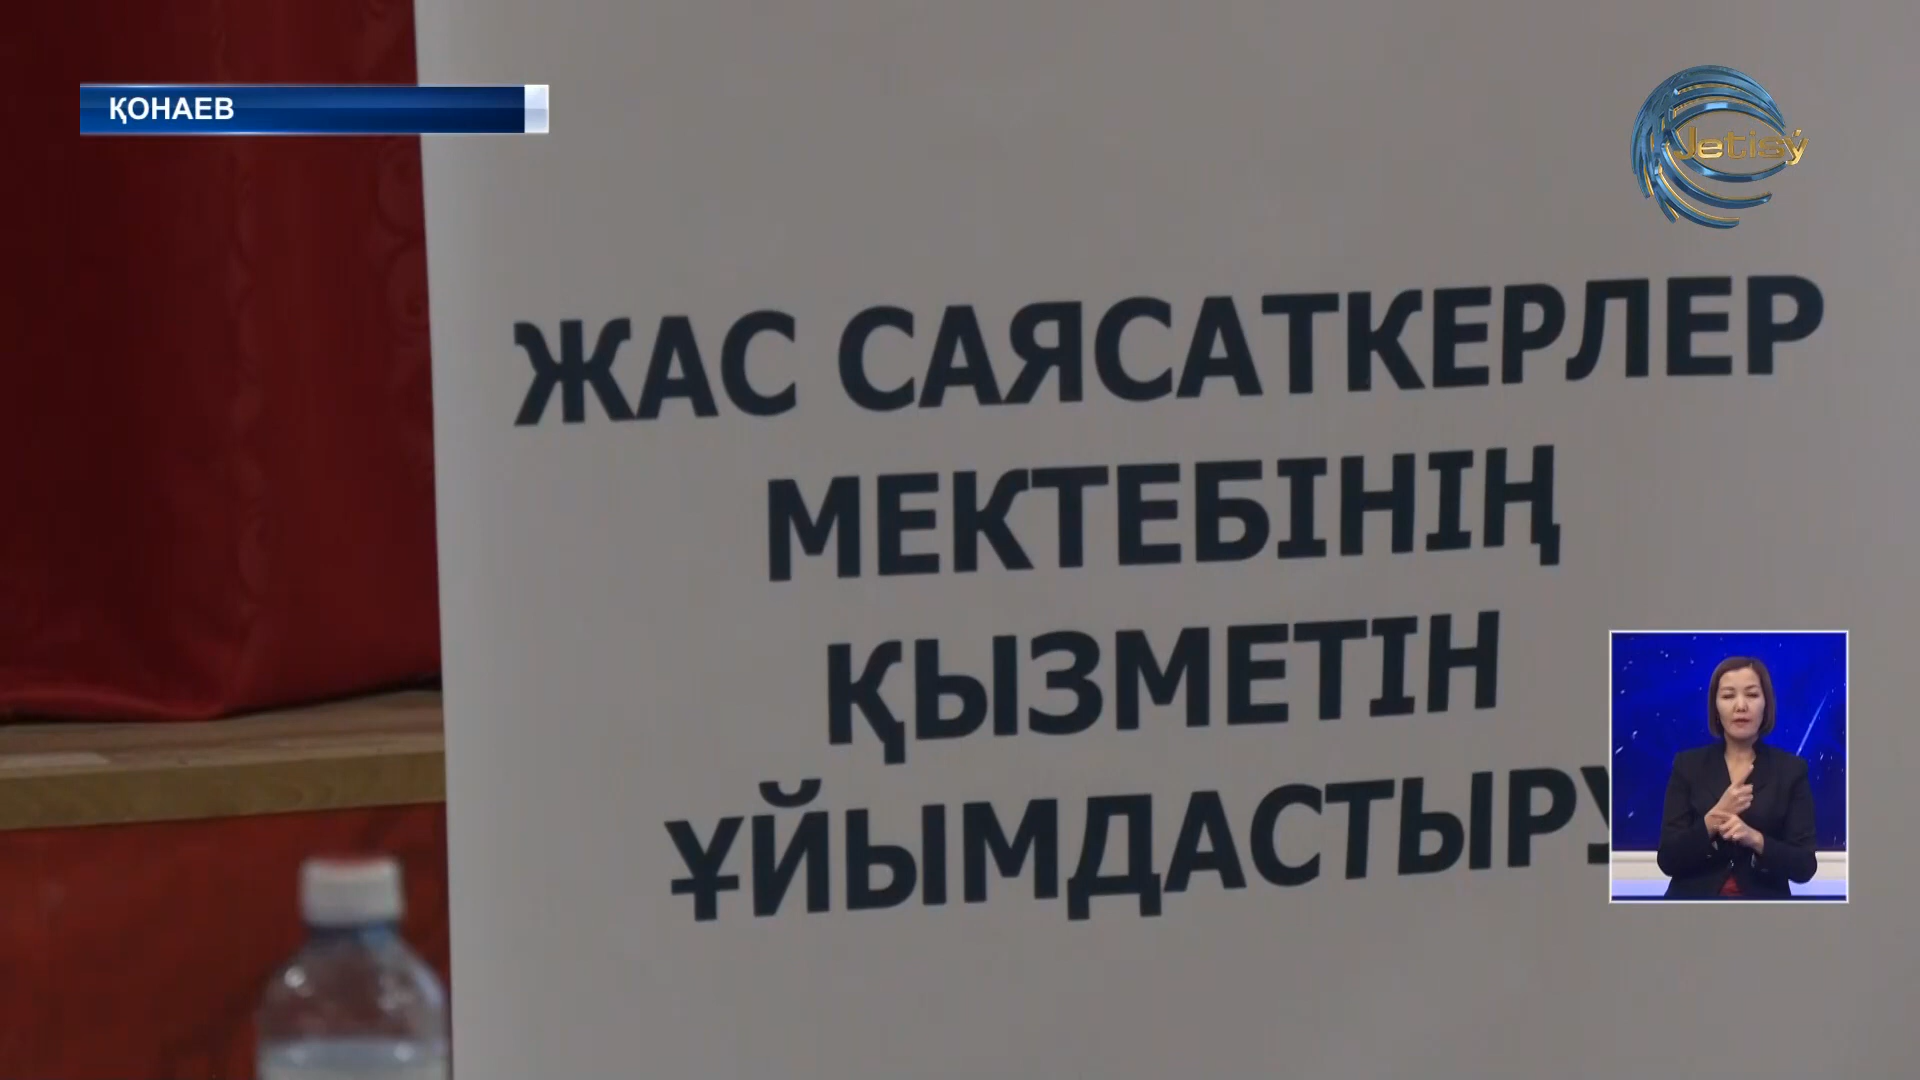 ҚОНАЕВ
Jetisý
ЖАС САЯСАТКЕРЛЕР
МЕКТЕБІНІҢ
ҚЫЗМЕТІН
ҰЙЫМДАСТЫРУ